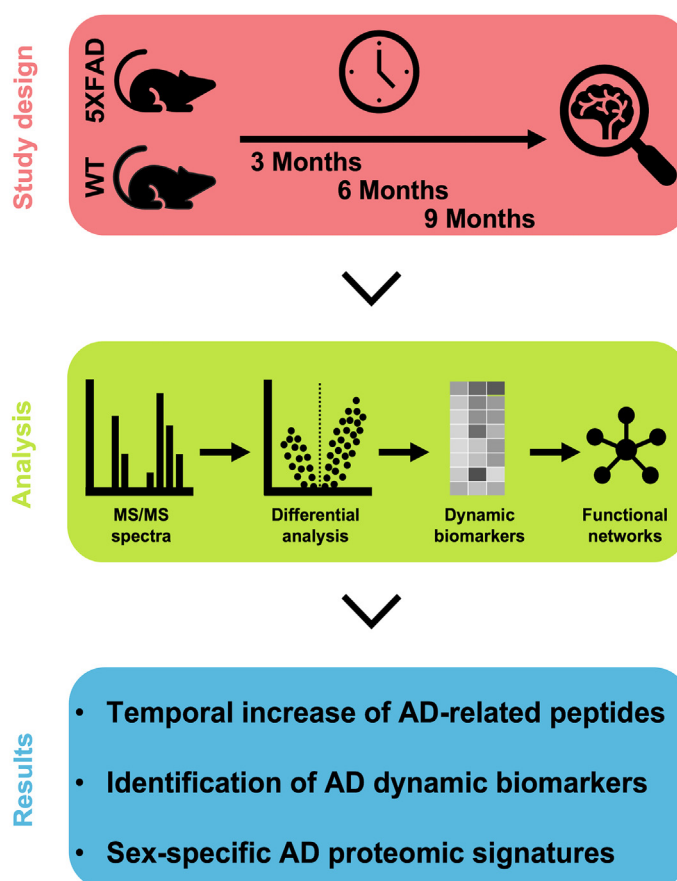 Study design
5XFAD
WT
3 Months
6 Months
9 Months
Analysis
MS/MS
spectra
Differential
analysis
Dynamic
biomarkers
Functional
networks
Results
• Temporal increase of AD-related peptides
• Identification of AD dynamic biomarkers
• Sex-specific AD proteomic signatures